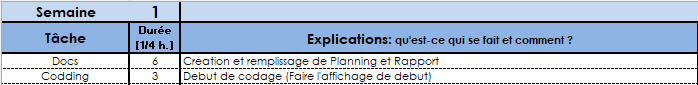 Semaine 1
Tâche Durée [1/4 h.] Explications: qu'est-ce qui se fait et comment ?
Docs 6 Creation et remplissage de Planning et Rapport
Codding 3 Debut de codage (Faire l'affichage de debut)